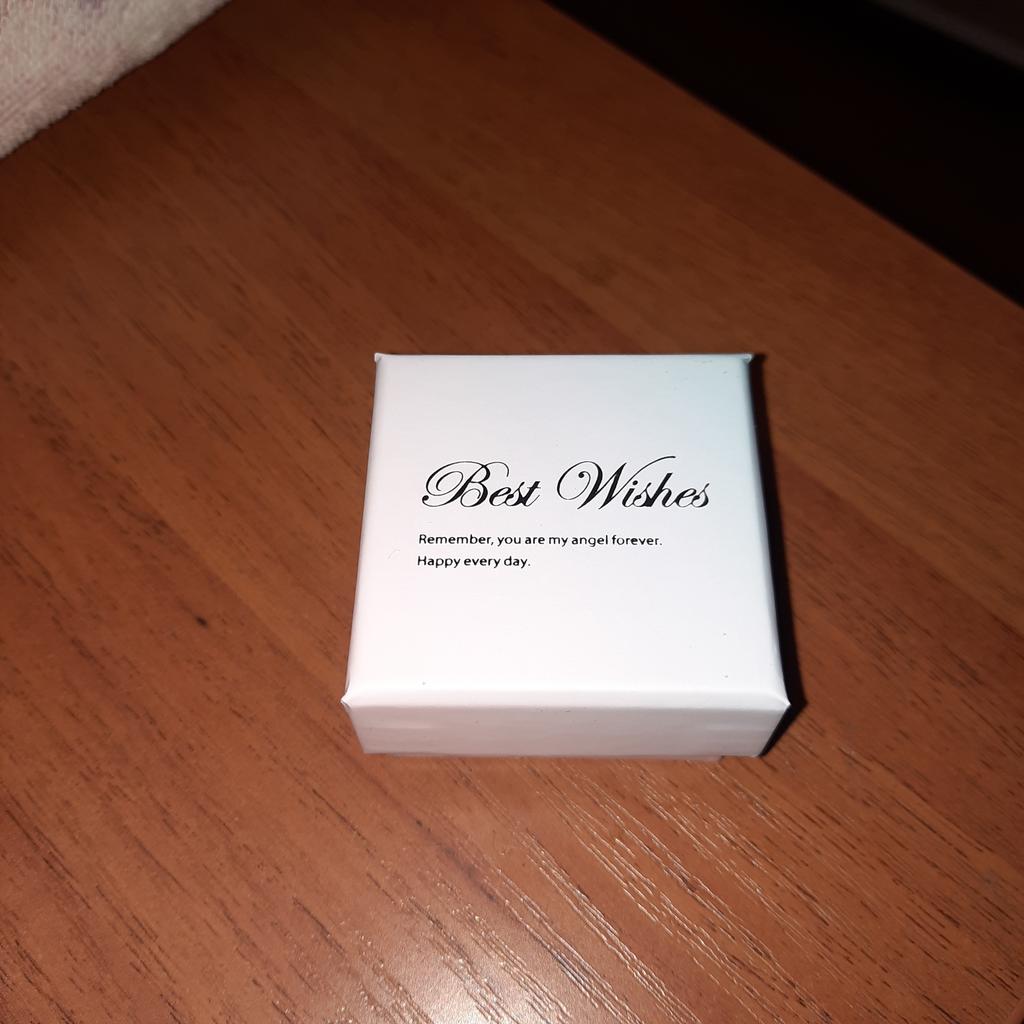 Best Wishes
Remember, you are my angel forever.
Happy every day.